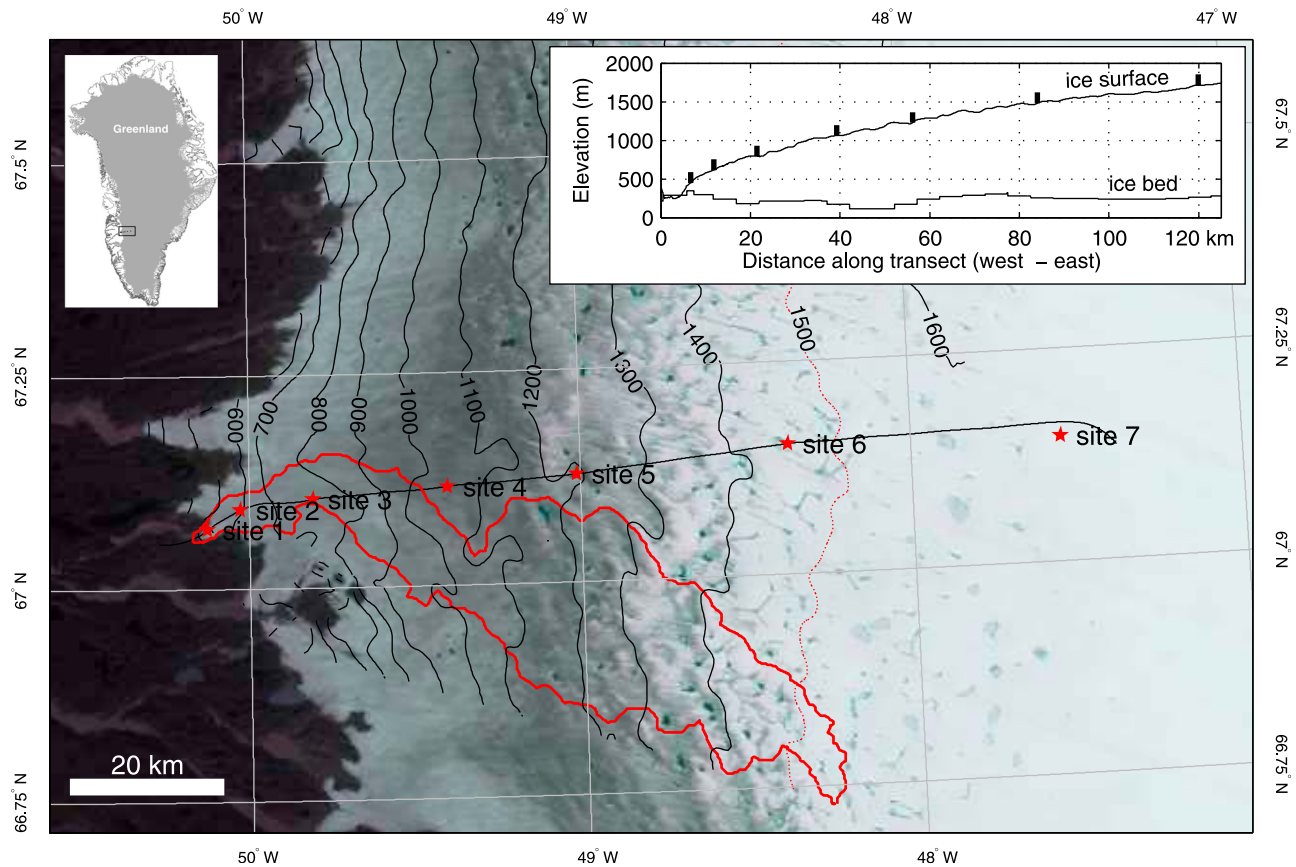 50° W
49° W
48° W
47° W
67.5° N
67.25° N
67° N
66.75° N
Greenland
2000
1500
1000
500
0
Elevation (m)
ice surface
ice bed
0
20
40
60
80
100
120 km
Distance along transect (west – east)
67.5° N
67.25° N
67° N
66.75° N
600
700
800
900
1000
1100
1200
1300
1400
1500
1600
site 1
site 2
site 3
site 4
site 5
site 6
site 7
20 km
50° W
49° W
48° W